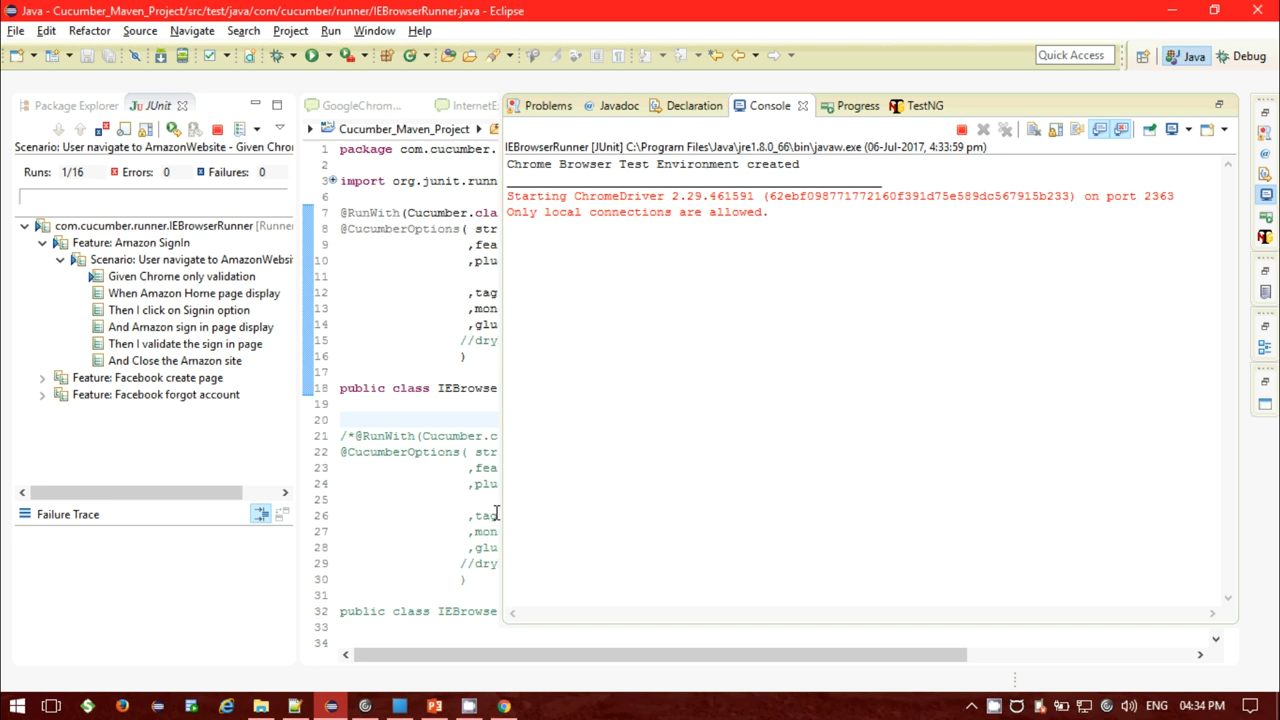 Java - Cucumber_Maven_Project/src/test/java/com/cucumber/runner/IEBrowserRunner.java - Eclipse
File Edit Refactor Source Navigate Search Project Run Window Help
Quick Access Java Debug
Package Explorer JUnit
GoogleChrom... InternetE
Problems Javadoc Declaration Console Progress TestNG
Scenario: User navigate to AmazonWebsite - Given Chro
Runs: 1/16 Errors: 0 Failures: 0
com.cucumber.runner.IEBrowserRunner [Runner
Feature: Amazon SignIn
Scenario: User navigate to AmazonWebsi
Given Chrome only validation
When Amazon Home page display
Then I click on Signin option
And Amazon sign in page display
Then I validate the sign in page
And Close the Amazon site
Feature: Facebook create page
Feature: Facebook forgot account
Failure Trace
Cucumber_Maven_Project
1 package com.cucumber.
2
3 import org.junit.runn
6
7 @RunWith(Cucumber.cla
8 @CucumberOptions( str
9 ,fea
10 ,plu
11
12 ,tag
13 ,mon
14 ,glu
15 //dry
16 )
17
18 public class IEBrowse
19
20
21 /*@RunWith(Cucumber.c
22 @CucumberOptions( str
23 ,fea
24 ,plu
25
26 ,tag
27 ,mon
28 ,glu
29 //dry
30 )
31
32 public class IEBrowse
33
34
IEBrowserRunner [JUnit] C:\Program Files\Java\jre1.8.0_66\bin\javaw.exe (06-Jul-2017, 4:33:59 pm)
Chrome Browser Test Environment created
Starting ChromeDriver 2.29.461591 (62ebf098771772160f391d75e589dc567915b233) on port 2363
Only local connections are allowed.
ENG 04:34 PM